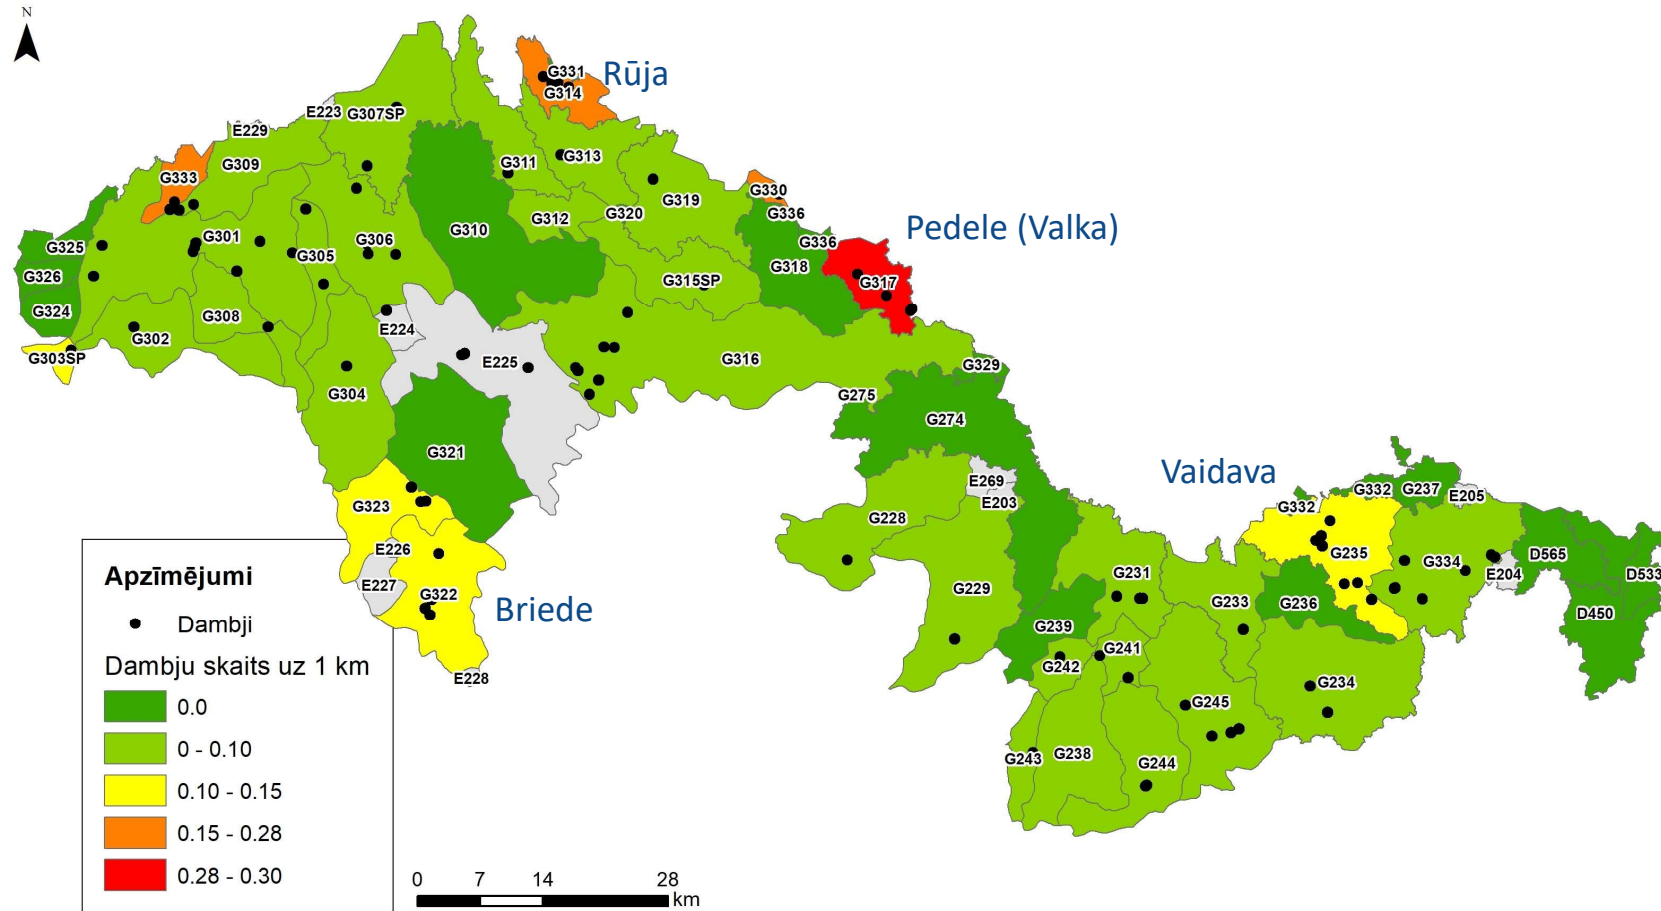 N
G331
Rūja
G314
E223
G307SP
E229
G309
G313
G311
G333
G319
G330
G312
G320
G336
Pedele (Valka)
G301
G310
G325
G306
G336
G305
G318
G326
G315SP
G317
G324
G308
E224
G302
G303SP
E225
G316
G329
G304
G275
G274
G321
Vaidava
E269
G332
G237
E205
G323
E203
G332
G228
E226
G235
D565
G334
E204
D533
E227
G229
G231
G322
Briede
G233
G236
D450
G239
G241
G242
E228
G234
G245
G243
G238
G244
Apzīmējumi
Dambji
Dambju skaits uz 1 km
0.0
0 - 0.10
0.10 - 0.15
0.15 - 0.28
0.28 - 0.30
0 7 14 28
km